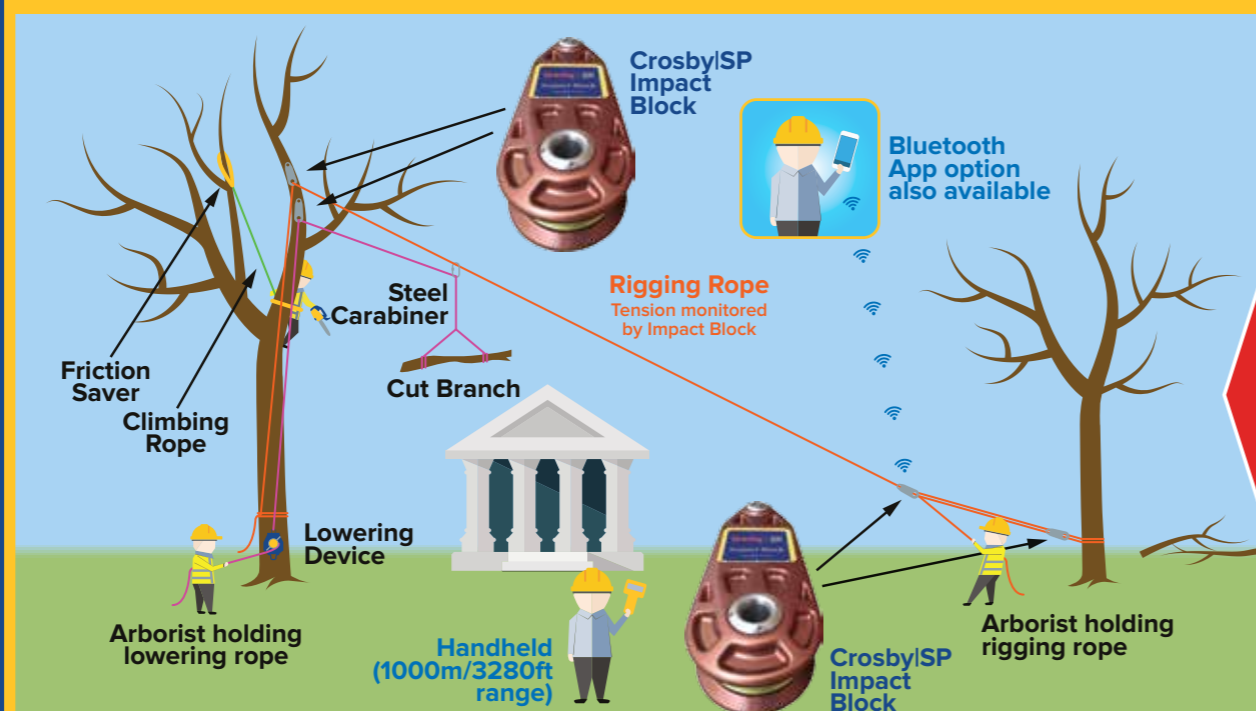 Crosby|SP
Impact
Block
Bluetooth
App option
also available
Rigging Rope
Tension monitored
by Impact Block
Steel
Carabiner
Cut Branch
Friction
Saver
Climbing
Rope
Lowering
Device
Arborist holding
lowering rope
Handheld
(1000m/3280ft
range)
Crosby|SP
Impact
Block
Arborist holding
rigging rope